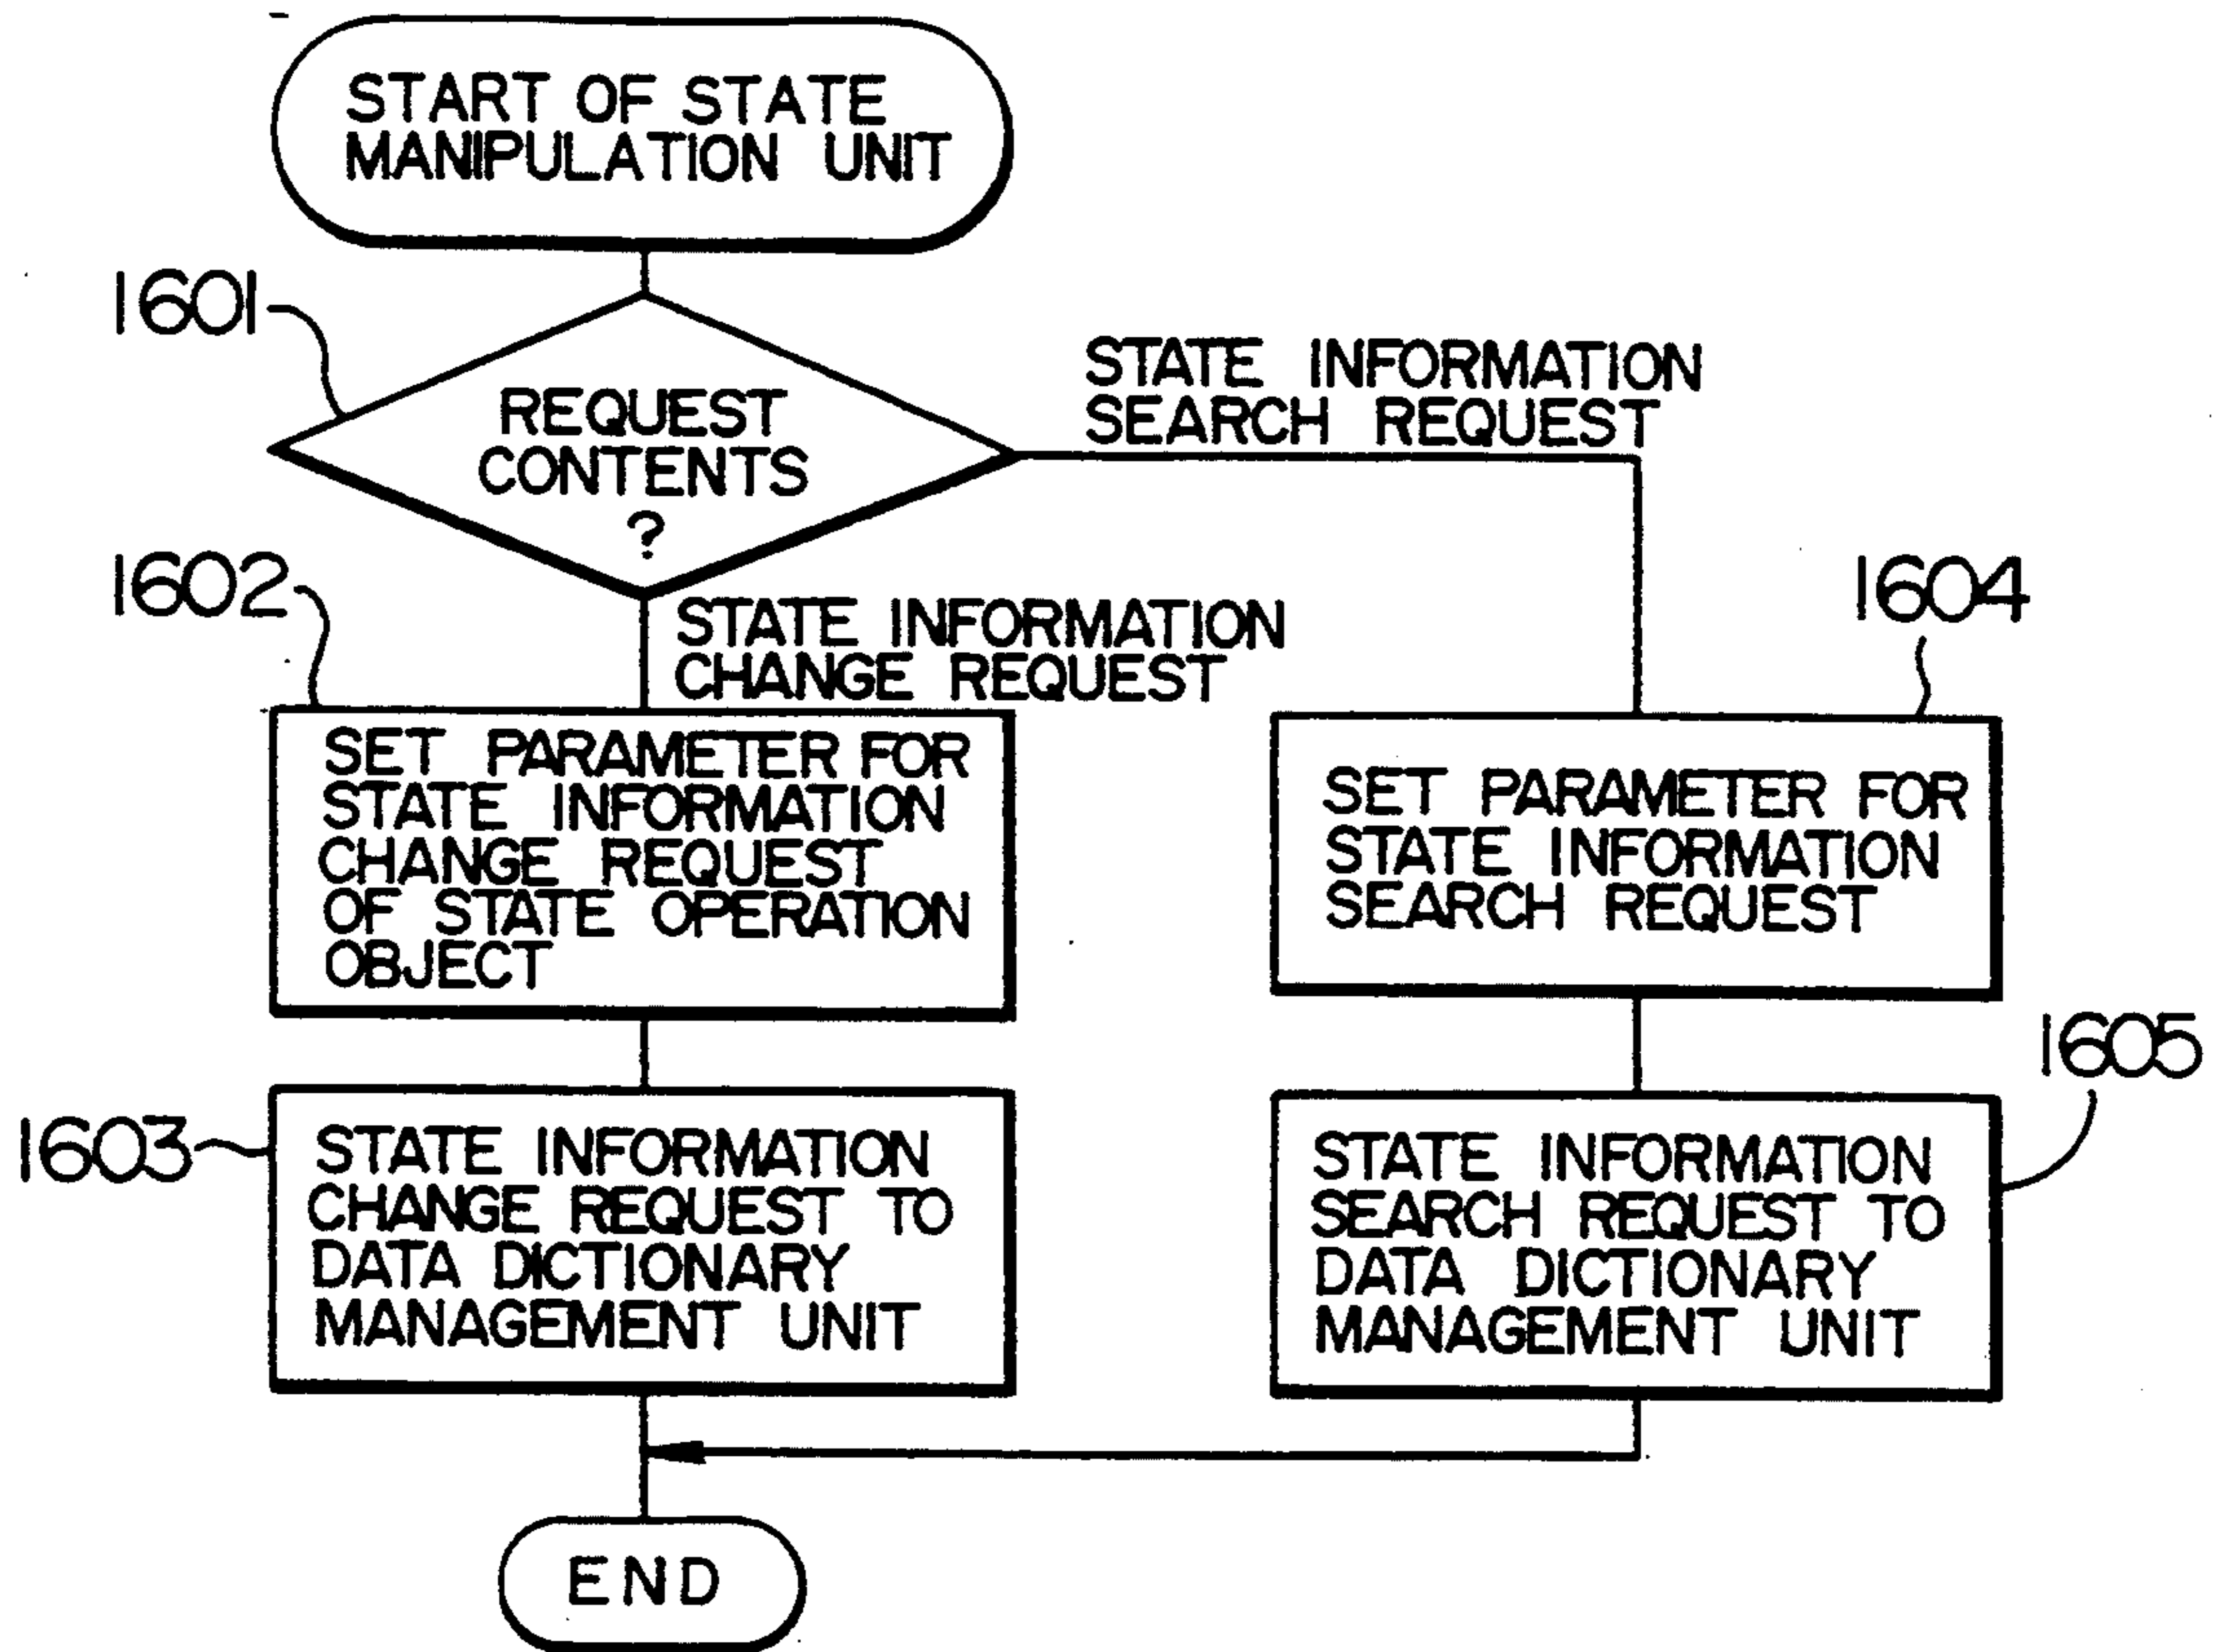 START OF STATE
MANIPULATION UNIT
1601
REQUEST
CONTENTS
?
STATE INFORMATION
SEARCH REQUEST
1602
STATE INFORMATION
CHANGE REQUEST
SET PARAMETER FOR
STATE INFORMATION
CHANGE REQUEST
OF STATE OPERATION
OBJECT
1604
SET PARAMETER FOR
STATE INFORMATION
SEARCH REQUEST
1603
STATE INFORMATION
CHANGE REQUEST TO
DATA DICTIONARY
MANAGEMENT UNIT
1605
STATE INFORMATION
SEARCH REQUEST TO
DATA DICTIONARY
MANAGEMENT UNIT
END